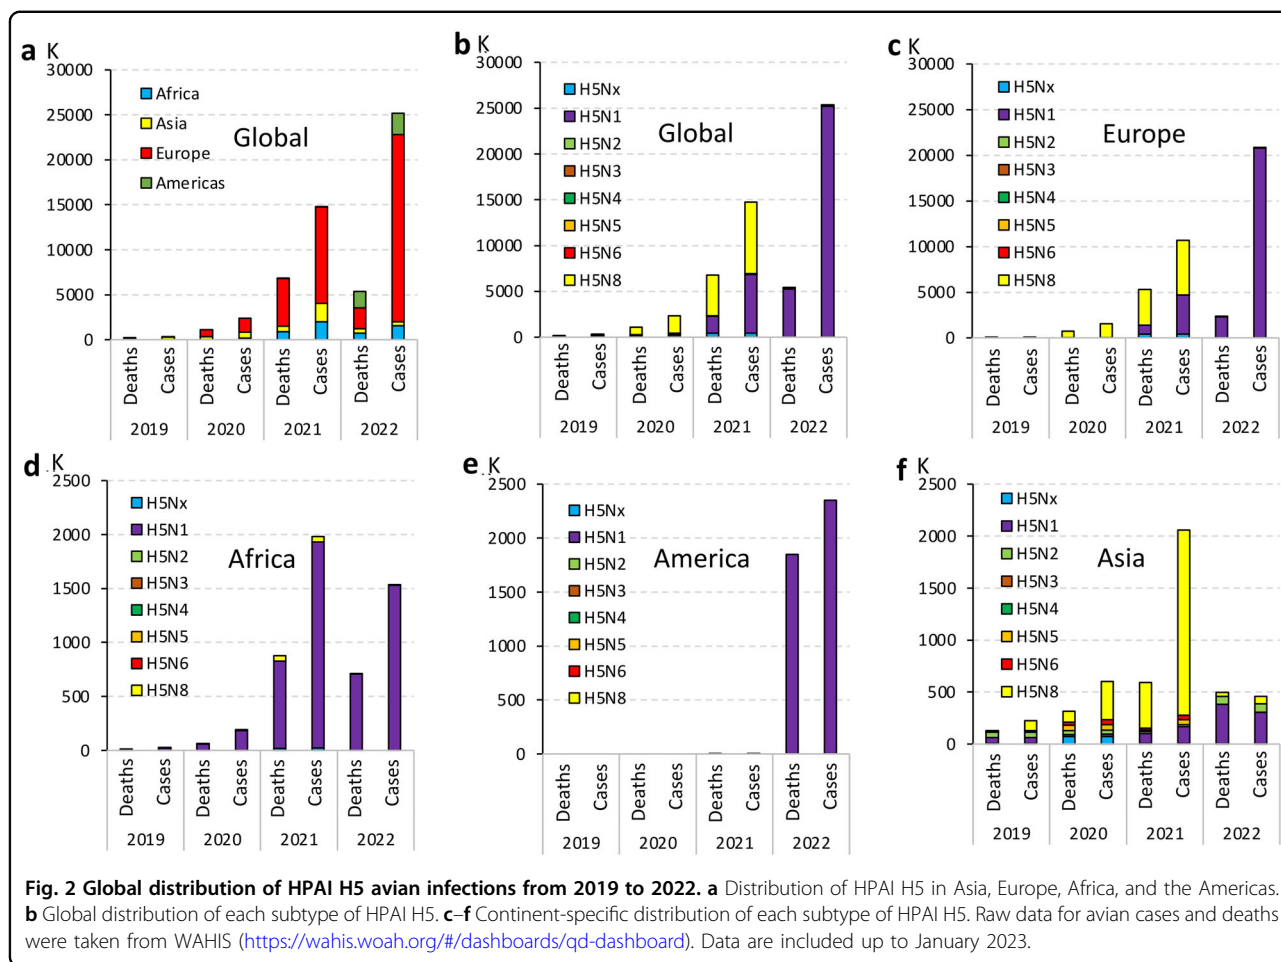 a K
30000
25000
20000
15000
10000
5000
0
Africa
Asia
Europe
Americas
Global
Deaths Cases Deaths Cases Deaths Cases Deaths Cases
2019 2020 2021 2022
b K
30000
25000
20000
15000
10000
5000
0
H5Nx
H5N1
H5N2
H5N3
H5N4
H5N5
H5N6
H5N8
Global
Deaths Cases Deaths Cases Deaths Cases Deaths Cases
2019 2020 2021 2022
c K
30000
25000
20000
15000
10000
5000
0
H5Nx
H5N1
H5N2
H5N3
H5N4
H5N5
H5N6
H5N8
Europe
Deaths Cases Deaths Cases Deaths Cases Deaths Cases
2019 2020 2021 2022
d K
2500
2000
1500
1000
500
0
H5Nx
H5N1
H5N2
H5N3
H5N4
H5N5
H5N6
H5N8
Africa
Deaths Cases Deaths Cases Deaths Cases Deaths Cases
2019 2020 2021 2022
e K
2500
2000
1500
1000
500
0
H5Nx
H5N1
H5N2
H5N3
H5N4
H5N5
H5N6
H5N8
America
Deaths Cases Deaths Cases Deaths Cases Deaths Cases
2019 2020 2021 2022
f K
2500
2000
1500
1000
500
0
H5Nx
H5N1
H5N2
H5N3
H5N4
H5N5
H5N6
H5N8
Asia
Deaths Cases Deaths Cases Deaths Cases Deaths Cases
2019 2020 2021 2022
Fig. 2 Global distribution of HPAI H5 avian infections from 2019 to 2022. a Distribution of HPAI H5 in Asia, Europe, Africa, and the Americas.
b Global distribution of each subtype of HPAI H5. c–f Continent-specific distribution of each subtype of HPAI H5. Raw data for avian cases and deaths
were taken from WAHIS (https://wahis.woah.org/#/dashboards/qd-dashboard). Data are included up to January 2023.